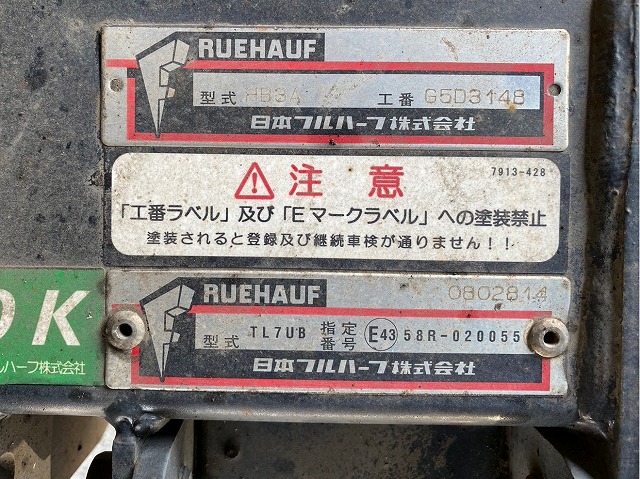 RUEHAUF
型式 HB9A 工番 G5D3148
日本フルハーフ株式会社
7913-428
注意
「工番ラベル」及び「Eマークラベル」への塗装禁止
塗装されると登録及び継続車検が通りません!!
RUEHAUF
0802814
型式 TL7UB 指定番号 E43 58R-020055
日本フルハーフ株式会社
OK
ルハーフ株式会社